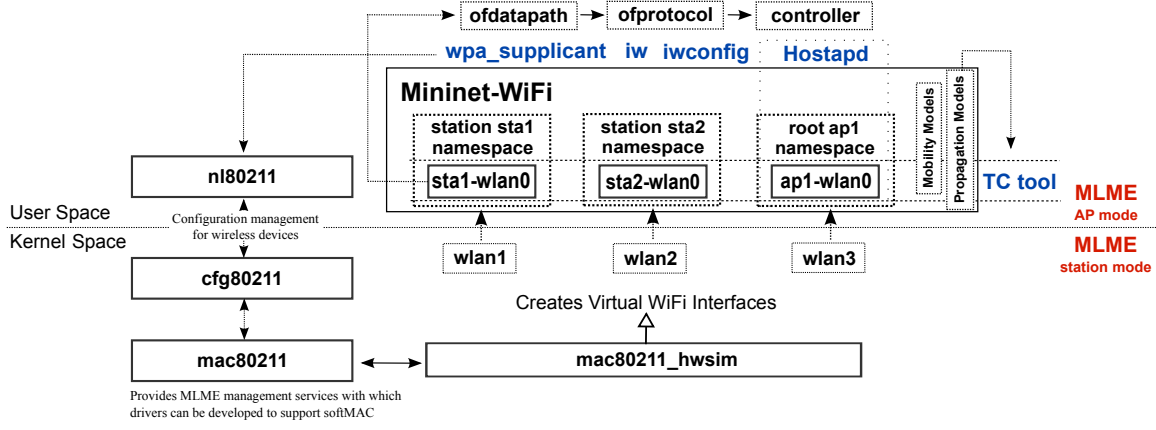 ofdatapath ofprotocol controller
wpa_supplicant iw iwconfig Hostapd
Mininet-WiFi
station sta1
namespace
sta1-wlan0
station sta2
namespace
sta2-wlan0
root ap1
namespace
ap1-wlan0
Mobility Models
Propagation Models
TC tool
MLME
AP mode
nl80211
User Space
Configuration management
for wireless devices
Kernel Space
MLME
station mode
wlan1 wlan2 wlan3
cfg80211
Creates Virtual WiFi Interfaces
mac80211
mac80211_hwsim
Provides MLME management services with which
drivers can be developed to support softMAC